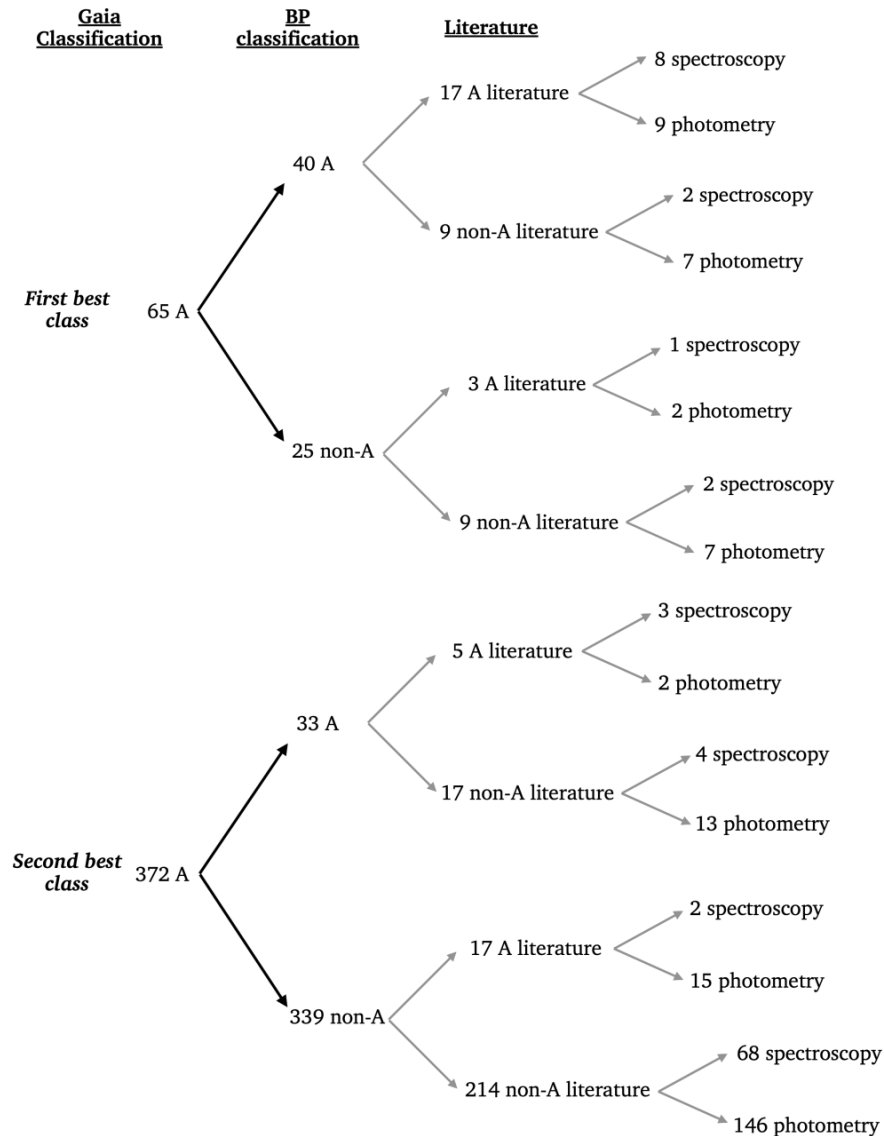 Gaia
Classification
BP
classification
Literature
8 spectroscopy
17 A literature
9 photometry
40 A
2 spectroscopy
9 non-A literature
7 photometry
First best
class
65 A
1 spectroscopy
3 A literature
2 photometry
25 non-A
2 spectroscopy
9 non-A literature
7 photometry
3 spectroscopy
5 A literature
2 photometry
33 A
4 spectroscopy
17 non-A literature
13 photometry
Second best
class
372 A
2 spectroscopy
17 A literature
15 photometry
339 non-A
68 spectroscopy
214 non-A literature
146 photometry